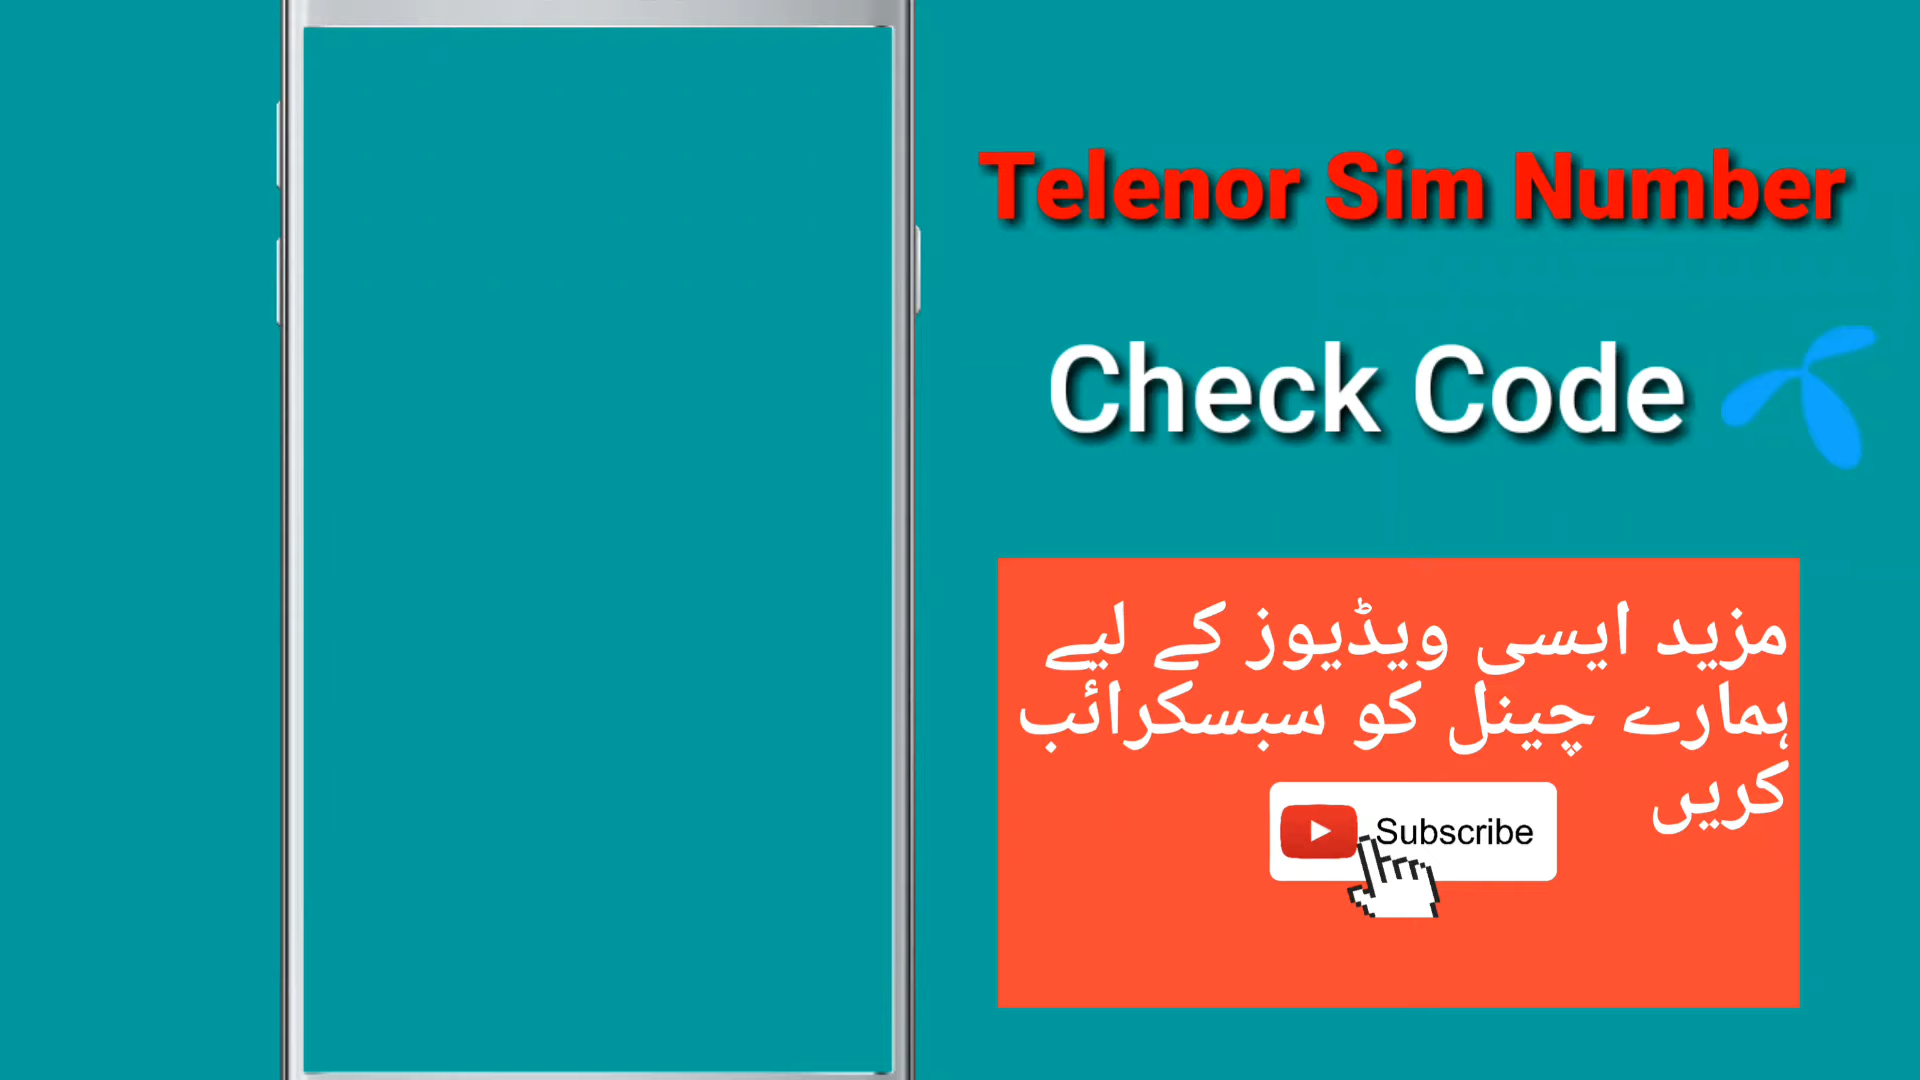 Telenor Sim Number
Check Code
مزید ایسی ویڈیوز کے لیے
ہمارے چینل کو سبسکرائب
کریں
Subscribe